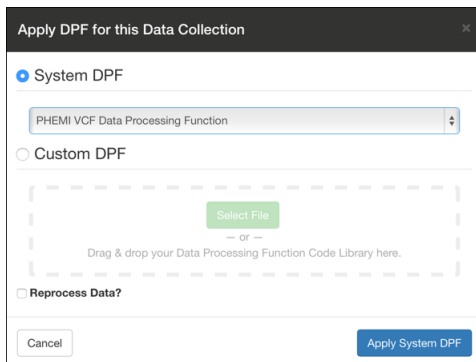 Apply DPF for this Data Collection
×
System DPF
PHEMI VCF Data Processing Function
Custom DPF
Select File
— or —
Drag & drop your Data Processing Function Code Library here.
Reprocess Data?
Cancel
Apply System DPF